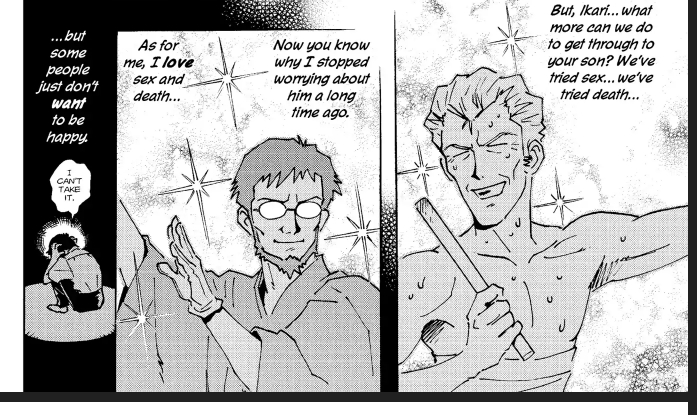 But, Ikari...what
more can we do
to get through to
your son? We've
tried sex...we've
tried death...
Now you know
why I stopped
worrying about
him a long
time ago.
As for
me, I love
sex and
death...
...but
some
people
just don't
want
to be
happy.
I
CAN'T
TAKE
IT.